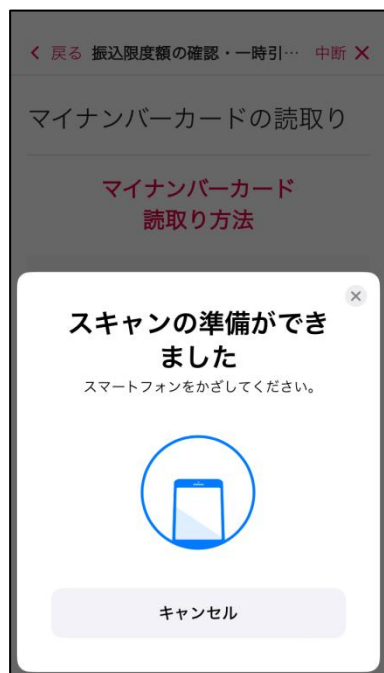 戻る 振込限度額の確認・一時引… 中断 ×
マイナンバーカードの読取り
マイナンバーカード
読取り方法
スキャンの準備ができ
ました
スマートフォンをかざしてください。
キャンセル